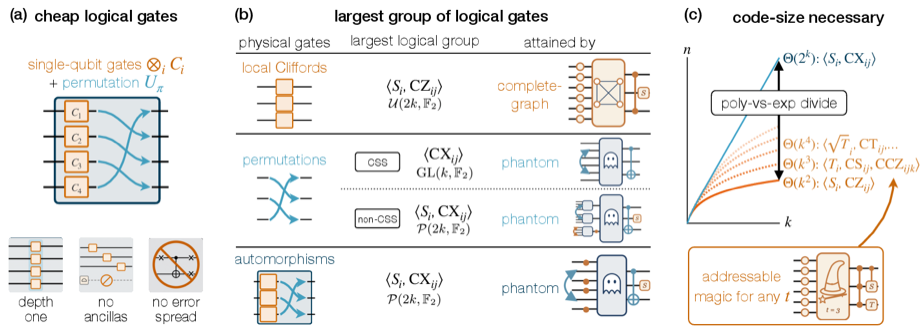 (a) cheap logical gates
single-qubit gates ⊗ᵢ Cᵢ
+ permutation U_π
C₁
C₂
C₃
C₄
depth
one
no
ancillas
no error
spread
(b) largest group of logical gates
physical gates
largest logical group
attained by
local Cliffords
⟨Sᵢ, CZᵢⱼ⟩
𝒰(2k, 𝔽₂)
complete-
graph
S
permutations
CSS
⟨CXᵢⱼ⟩
GL(k, 𝔽₂)
phantom
non-CSS
⟨Sᵢ, CXᵢⱼ⟩
𝒫(2k, 𝔽₂)
phantom
S
automorphisms
⟨Sᵢ, CXᵢⱼ⟩
𝒫(2k, 𝔽₂)
phantom
S
(c) code-size necessary
n
Θ(2ᵏ): ⟨Sᵢ, CXᵢⱼ⟩
poly-vs-exp divide
Θ(k⁴): ⟨√Tᵢ, CTᵢⱼ...
Θ(k³): ⟨Tᵢ, CSᵢⱼ, CCZᵢⱼₖ⟩
Θ(k²): ⟨Sᵢ, CZᵢⱼ⟩
k
addressable
magic for any t
t = 3
S
S
T